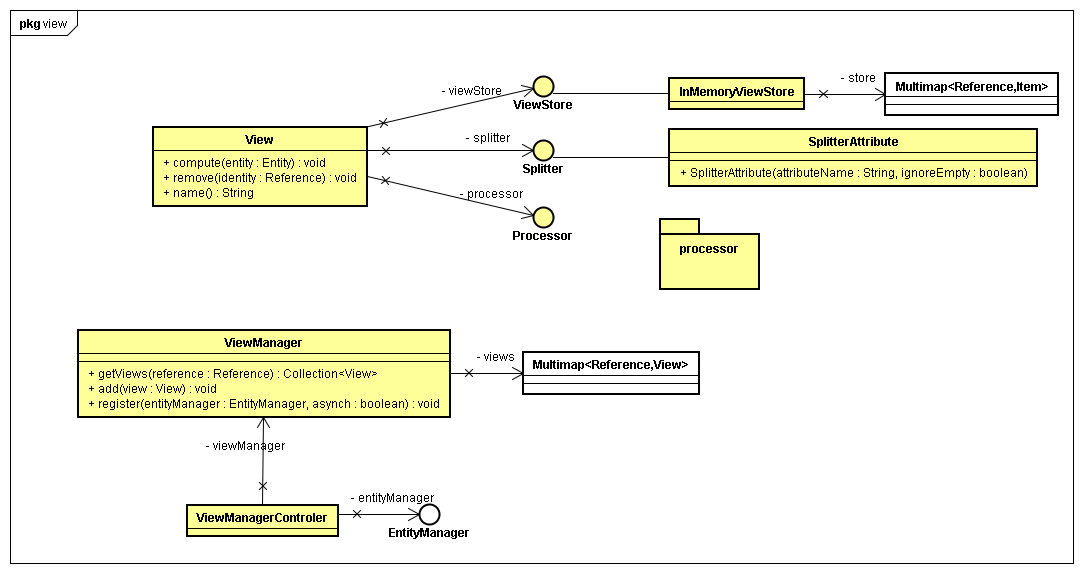 pkg view
- viewStore
ViewStore
InMemoryViewStore
- store
Multimap<Reference,Item>
View
+ compute(entity : Entity) : void
+ remove(identity : Reference) : void
+ name() : String
- splitter
Splitter
SplitterAttribute
+ SplitterAttribute(attributeName : String, ignoreEmpty : boolean)
- processor
Processor
processor
ViewManager
+ getViews(reference : Reference) : Collection<View>
+ add(view : View) : void
+ register(entityManager : EntityManager, asynch : boolean) : void
- views
Multimap<Reference,View>
- viewManager
ViewManagerControler
- entityManager
EntityManager